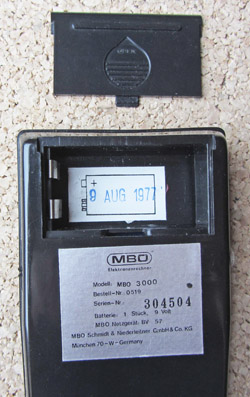 OPEN
+
9 AUG 1977
MBO
Elektronenrechner
Modell: MBO 3000
Bestell-Nr. 0519
Serien-Nr. 304504
Batterie: 1 Stück, 9 Volt
MBO Netzgerät: BV 57
MBO Schmidt & Niederleitner GmbH & Co. KG
München 70-W-Germany